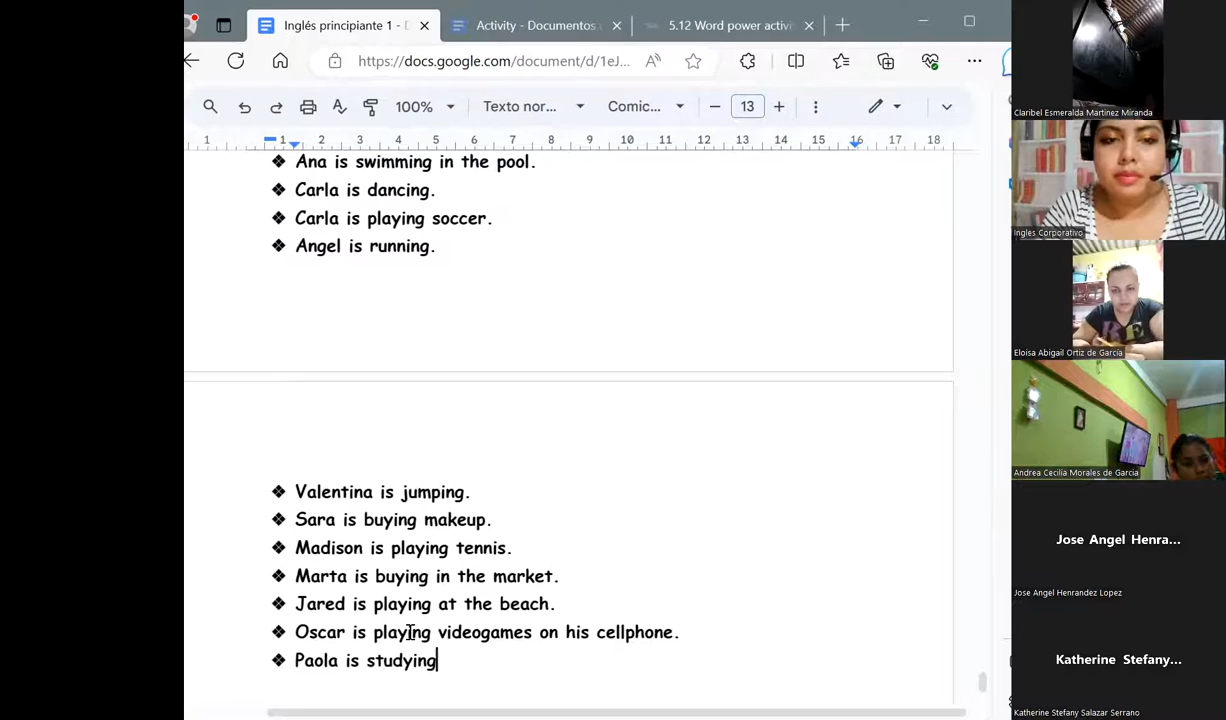 Inglés principiante 1 - D
Activity - Documentos
5.12 Word power activi
https://docs.google.com/document/d/1eJ...
100%
Texto nor...
Comic...
13
1 1 2 3 4 5 6 7 8 9 10 11 12 13 14 15 16 17 18
❖ Ana is swimming in the pool.
❖ Carla is dancing.
❖ Carla is playing soccer.
❖ Angel is running.
❖ Valentina is jumping.
❖ Sara is buying makeup.
❖ Madison is playing tennis.
❖ Marta is buying in the market.
❖ Jared is playing at the beach.
❖ Oscar is playing videogames on his cellphone.
❖ Paola is studying
Claribel Esmeralda Martinez Miranda
Ingles Corporativo
Eloisa Abigail Ortiz de García
Andrea Cecilia Morales de Garcia
Jose Angel Henra...
Jose Angel Henrandez Lopez
Katherine Stefany...
Katherine Stefany Salazar Serrano